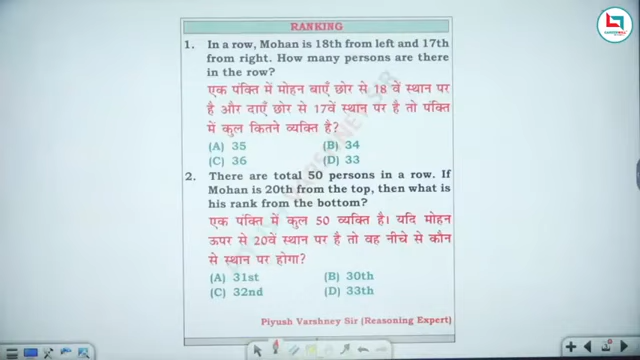 RANKING
1. In a row, Mohan is 18th from left and 17th
from right. How many persons are there
in the row?
एक पंक्ति में मोहन बाएँ छोर से 18 वें स्थान पर
है और दाएँ छोर से 17वें स्थान पर है तो पंक्ति
में कुल कितने व्यक्ति है?
(A) 35 (B) 34
(C) 36 (D) 33
2. There are total 50 persons in a row. If
Mohan is 20th from the top, then what is
his rank from the bottom?
एक पंक्ति में कुल 50 व्यक्ति है। यदि मोहन
ऊपर से 20वें स्थान पर है तो वह नीचे से कौन
से स्थान पर होगा?
(A) 31st (B) 30th
(C) 32nd (D) 33th
Piyush Varshney Sir (Reasoning Expert)